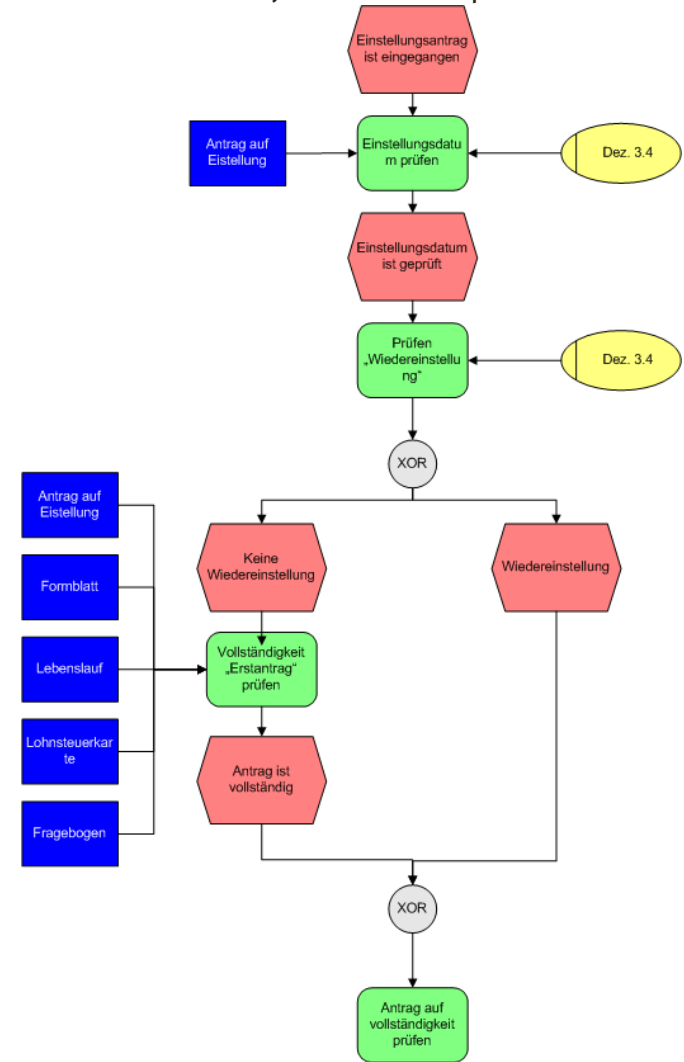 Einstellungsantrag
ist eingegangen
Antrag auf
Eistellung
Einstellungsdatu
m prüfen
Dez. 3.4
Einstellungsdatum
ist geprüft
Prüfen
„Wiedereinstellu
ng“
Dez. 3.4
XOR
Antrag auf
Eistellung
Formblatt
Lebenslauf
Lohnsteuerkar
te
Fragebogen
Keine
Wiedereinstellung
Wiedereinstellung
Vollständigkeit
„Erstantrag“
prüfen
Antrag ist
vollständig
XOR
Antrag auf
vollständigkeit
prüfen